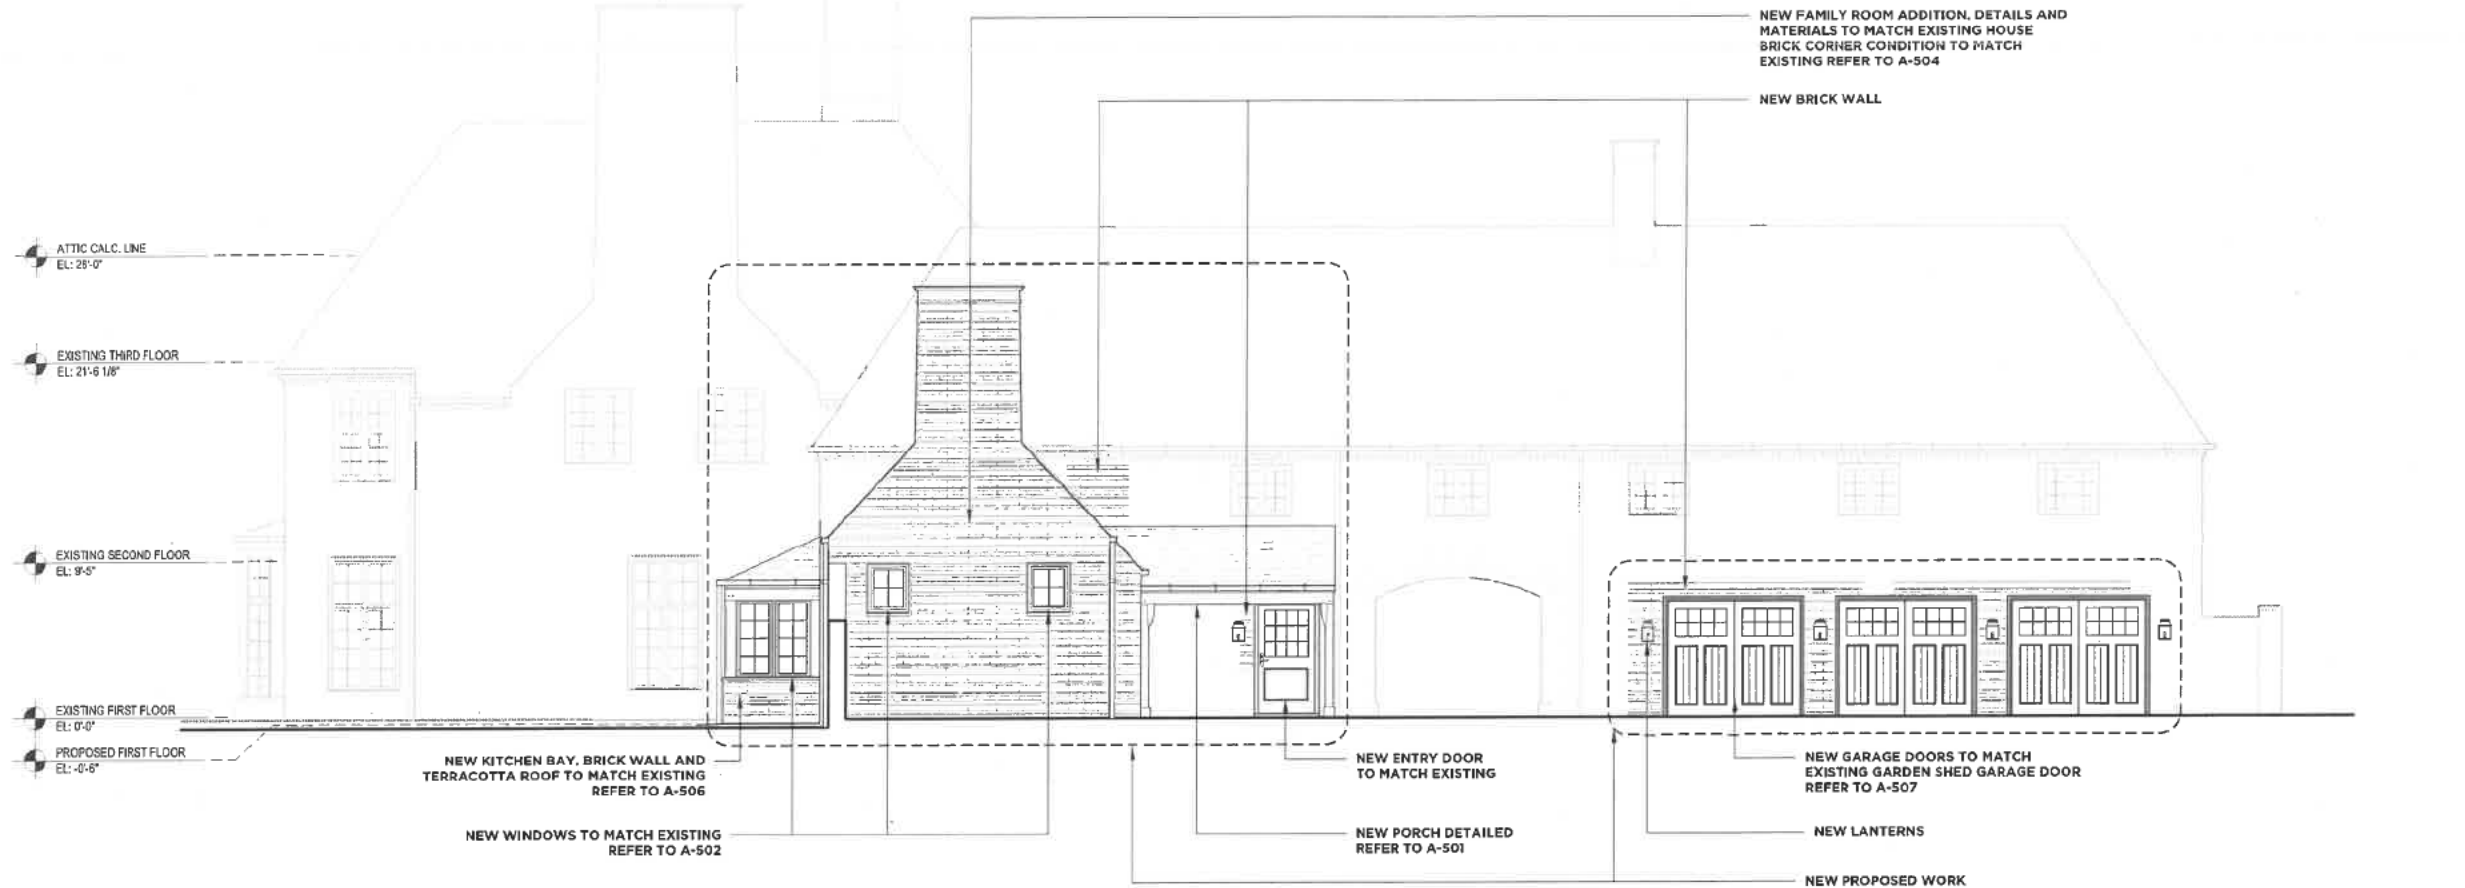 NEW FAMILY ROOM ADDITION, DETAILS AND
MATERIALS TO MATCH EXISTING HOUSE
BRICK CORNER CONDITION TO MATCH
EXISTING REFER TO A-504
NEW BRICK WALL
ATTIC CALC. LINE
EL: 28'-0"
EXISTING THIRD FLOOR
EL: 21'-6 1/8"
EXISTING SECOND FLOOR
EL: 9'-5"
EXISTING FIRST FLOOR
EL: 0'-0"
PROPOSED FIRST FLOOR
EL: -0'-6"
NEW KITCHEN BAY, BRICK WALL AND
TERRACOTTA ROOF TO MATCH EXISTING
REFER TO A-506
NEW WINDOWS TO MATCH EXISTING
REFER TO A-502
NEW ENTRY DOOR
TO MATCH EXISTING
NEW PORCH DETAILED
REFER TO A-501
NEW GARAGE DOORS TO MATCH
EXISTING GARDEN SHED GARAGE DOOR
REFER TO A-507
NEW LANTERNS
NEW PROPOSED WORK